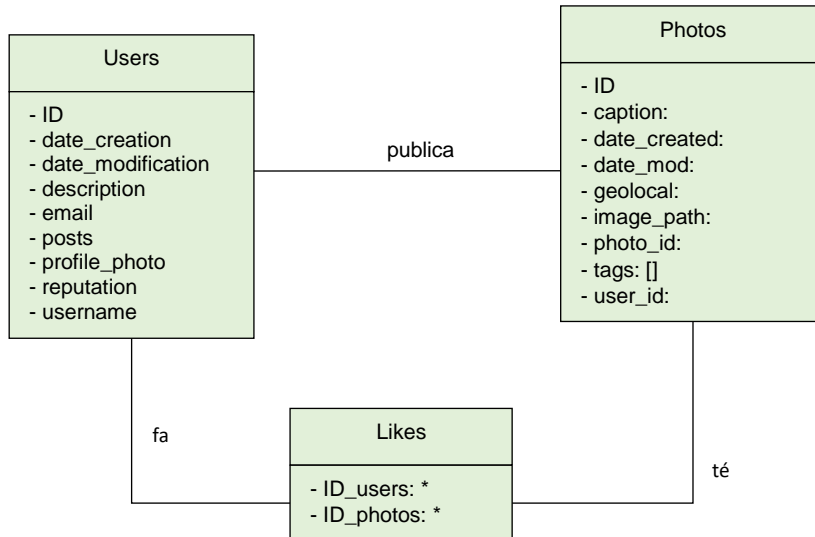 Users
- ID
- date_creation
- date_modification
- description
- email
- posts
- profile_photo
- reputation
- username
publica
Photos
- ID
- caption:
- date_created:
- date_mod:
- geolocal:
- image_path:
- photo_id:
- tags: []
- user_id:
fa
Likes
- ID_users: *
- ID_photos: *
té